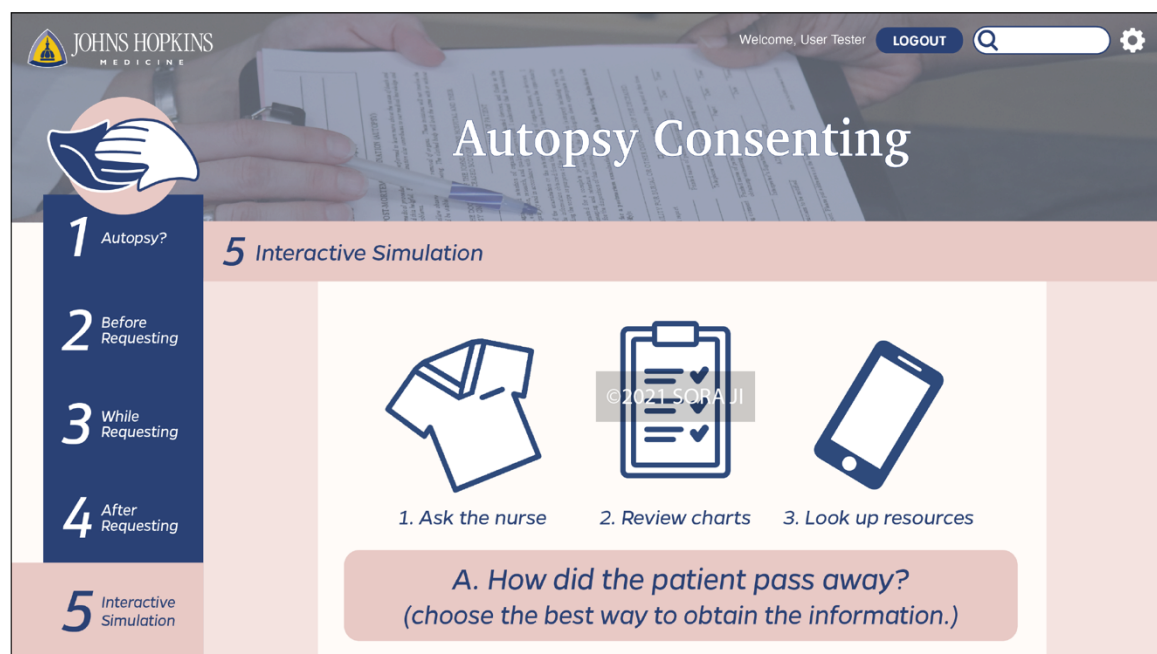 JOHNS HOPKINS
MEDICINE
Welcome, User Tester
LOGOUT
Autopsy Consenting
1 Autopsy?
2 Before
Requesting
3 While
Requesting
4 After
Requesting
5 Interactive
Simulation
5 Interactive Simulation
©2021 SORA JI
1. Ask the nurse
2. Review charts
3. Look up resources
A. How did the patient pass away?
(choose the best way to obtain the information.)